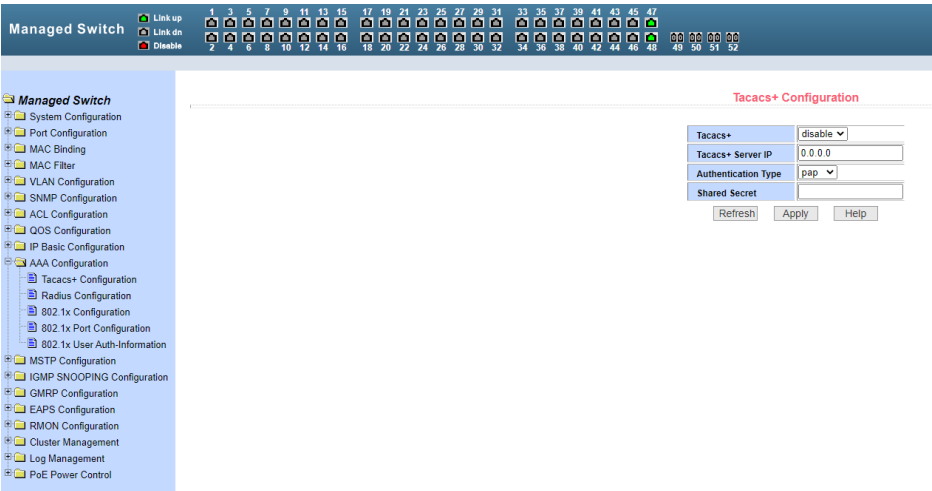 Managed Switch
Link up
Link dn
Disable
1 3 5 7 9 11 13 15 17 19 21 23 25 27 29 31 33 35 37 39 41 43 45 47
2 4 6 8 10 12 14 16 18 20 22 24 26 28 30 32 34 36 38 40 42 44 46 48 49 50 51 52
Managed Switch
System Configuration
Port Configuration
MAC Binding
MAC Filter
VLAN Configuration
SNMP Configuration
ACL Configuration
QOS Configuration
IP Basic Configuration
AAA Configuration
Tacacs+ Configuration
Radius Configuration
802.1x Configuration
802.1x Port Configuration
802.1x User Auth-Information
MSTP Configuration
IGMP SNOOPING Configuration
GMRP Configuration
EAPS Configuration
RMON Configuration
Cluster Management
Log Management
PoE Power Control
Tacacs+ Configuration
Tacacs+ disable
Tacacs+ Server IP 0.0.0.0
Authentication Type pap
Shared Secret
Refresh Apply Help